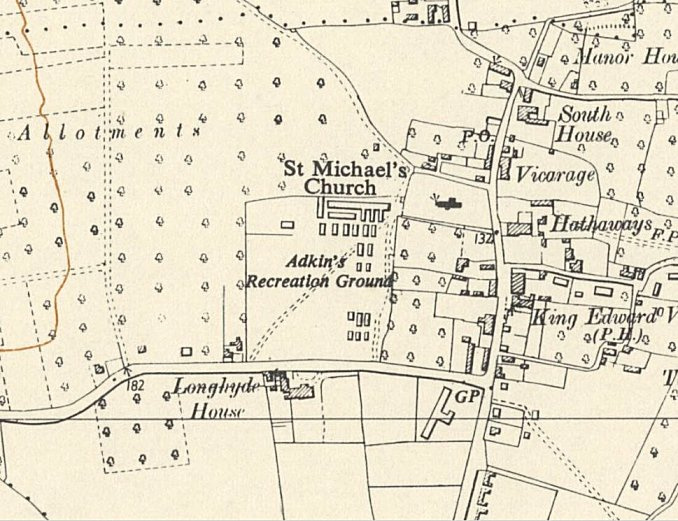 Manor Hou
South
House
P.O.
Allotments
St Michael's
Church
Vicarage
Hathaways
F.P.
132
Adkin's
Recreation Ground
King Edward V
(P.H.)
182
Longhyde
House
GP
T